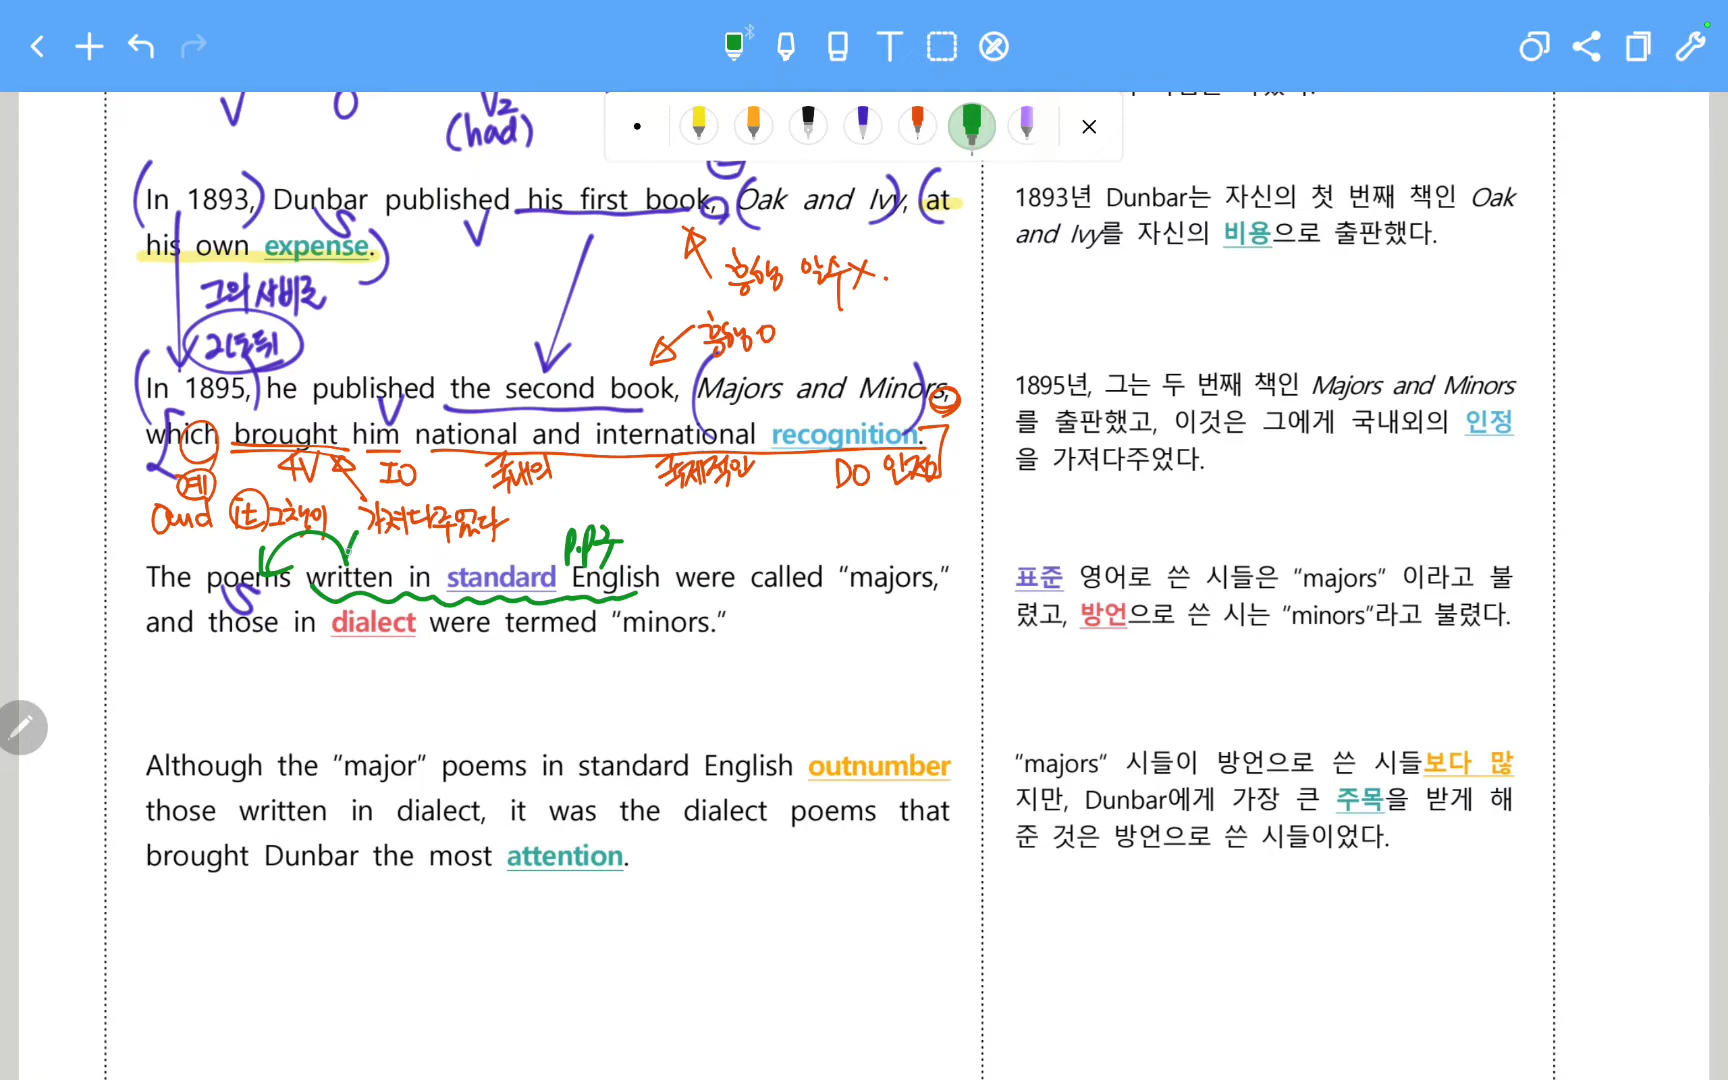 V O V2
(had)
In 1893, Dunbar published his first book, Oak and Ivy, at
S V
his own expense.
그의 사비로
흥행 안수X.
흥행O
In 1895, he published the second book, Majors and Minors,
V
which brought him national and international recognition.
4V IO 국내의 국제적인 DO 인정
계
and it 그책이 가져다주었다
P.P구
The poems written in standard English were called “majors,”
S
and those in dialect were termed “minors.”
Although the “major” poems in standard English outnumber
those written in dialect, it was the dialect poems that
brought Dunbar the most attention.
1893년 Dunbar는 자신의 첫 번째 책인 Oak
and Ivy를 자신의 비용으로 출판했다.
1895년, 그는 두 번째 책인 Majors and Minors
를 출판했고, 이것은 그에게 국내외의 인정
을 가져다주었다.
표준 영어로 쓴 시들은 “majors” 이라고 불
렸고, 방언으로 쓴 시는 “minors”라고 불렸다.
“majors” 시들이 방언으로 쓴 시들보다 많
지만, Dunbar에게 가장 큰 주목을 받게 해
준 것은 방언으로 쓴 시들이었다.